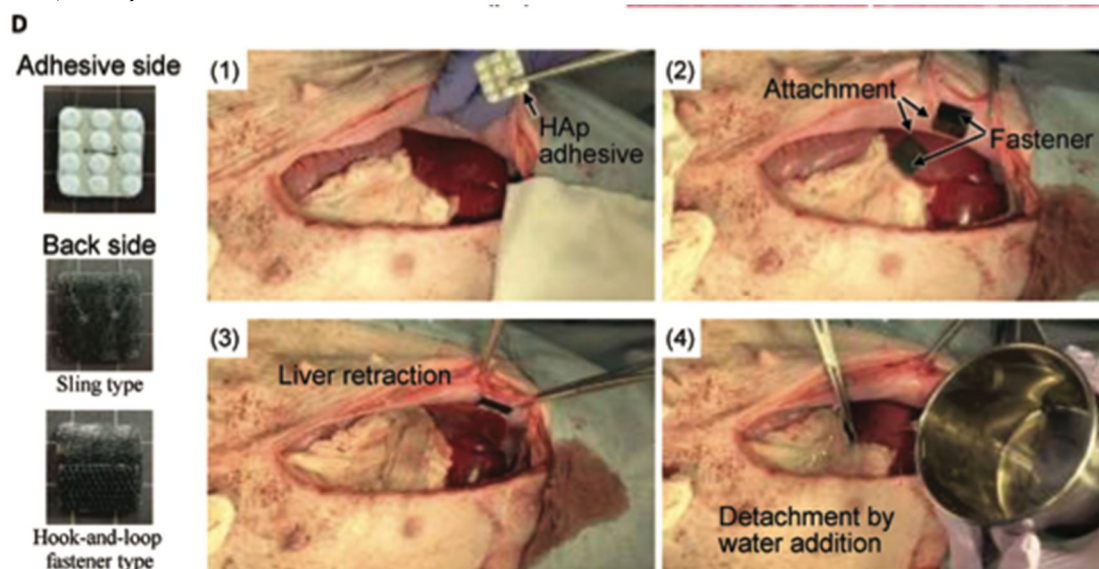 D
Adhesive side
Back side
Sling type
Hook-and-loop
fastener type
(1)
HAp
adhesive
(2)
Attachment
Fastener
(3)
Liver retraction
(4)
Detachment by
water addition